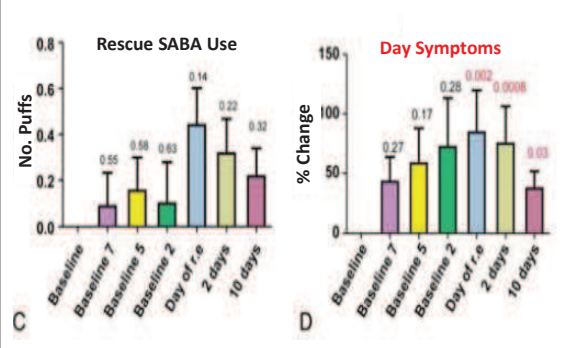 Rescue SABA Use
No. Puffs
0.8
0.6
0.4
0.2
0.0
0.55
0.58
0.63
0.14
0.22
0.32
Baseline
Baseline 7
Baseline 5
Baseline 2
Day of r.e
2 days
10 days
C
Day Symptoms
% Change
150
100
50
0
0.27
0.17
0.28
0.002
0.0008
0.03
Baseline
Baseline 7
Baseline 5
Baseline 2
Day of r.e
2 days
10 days
D